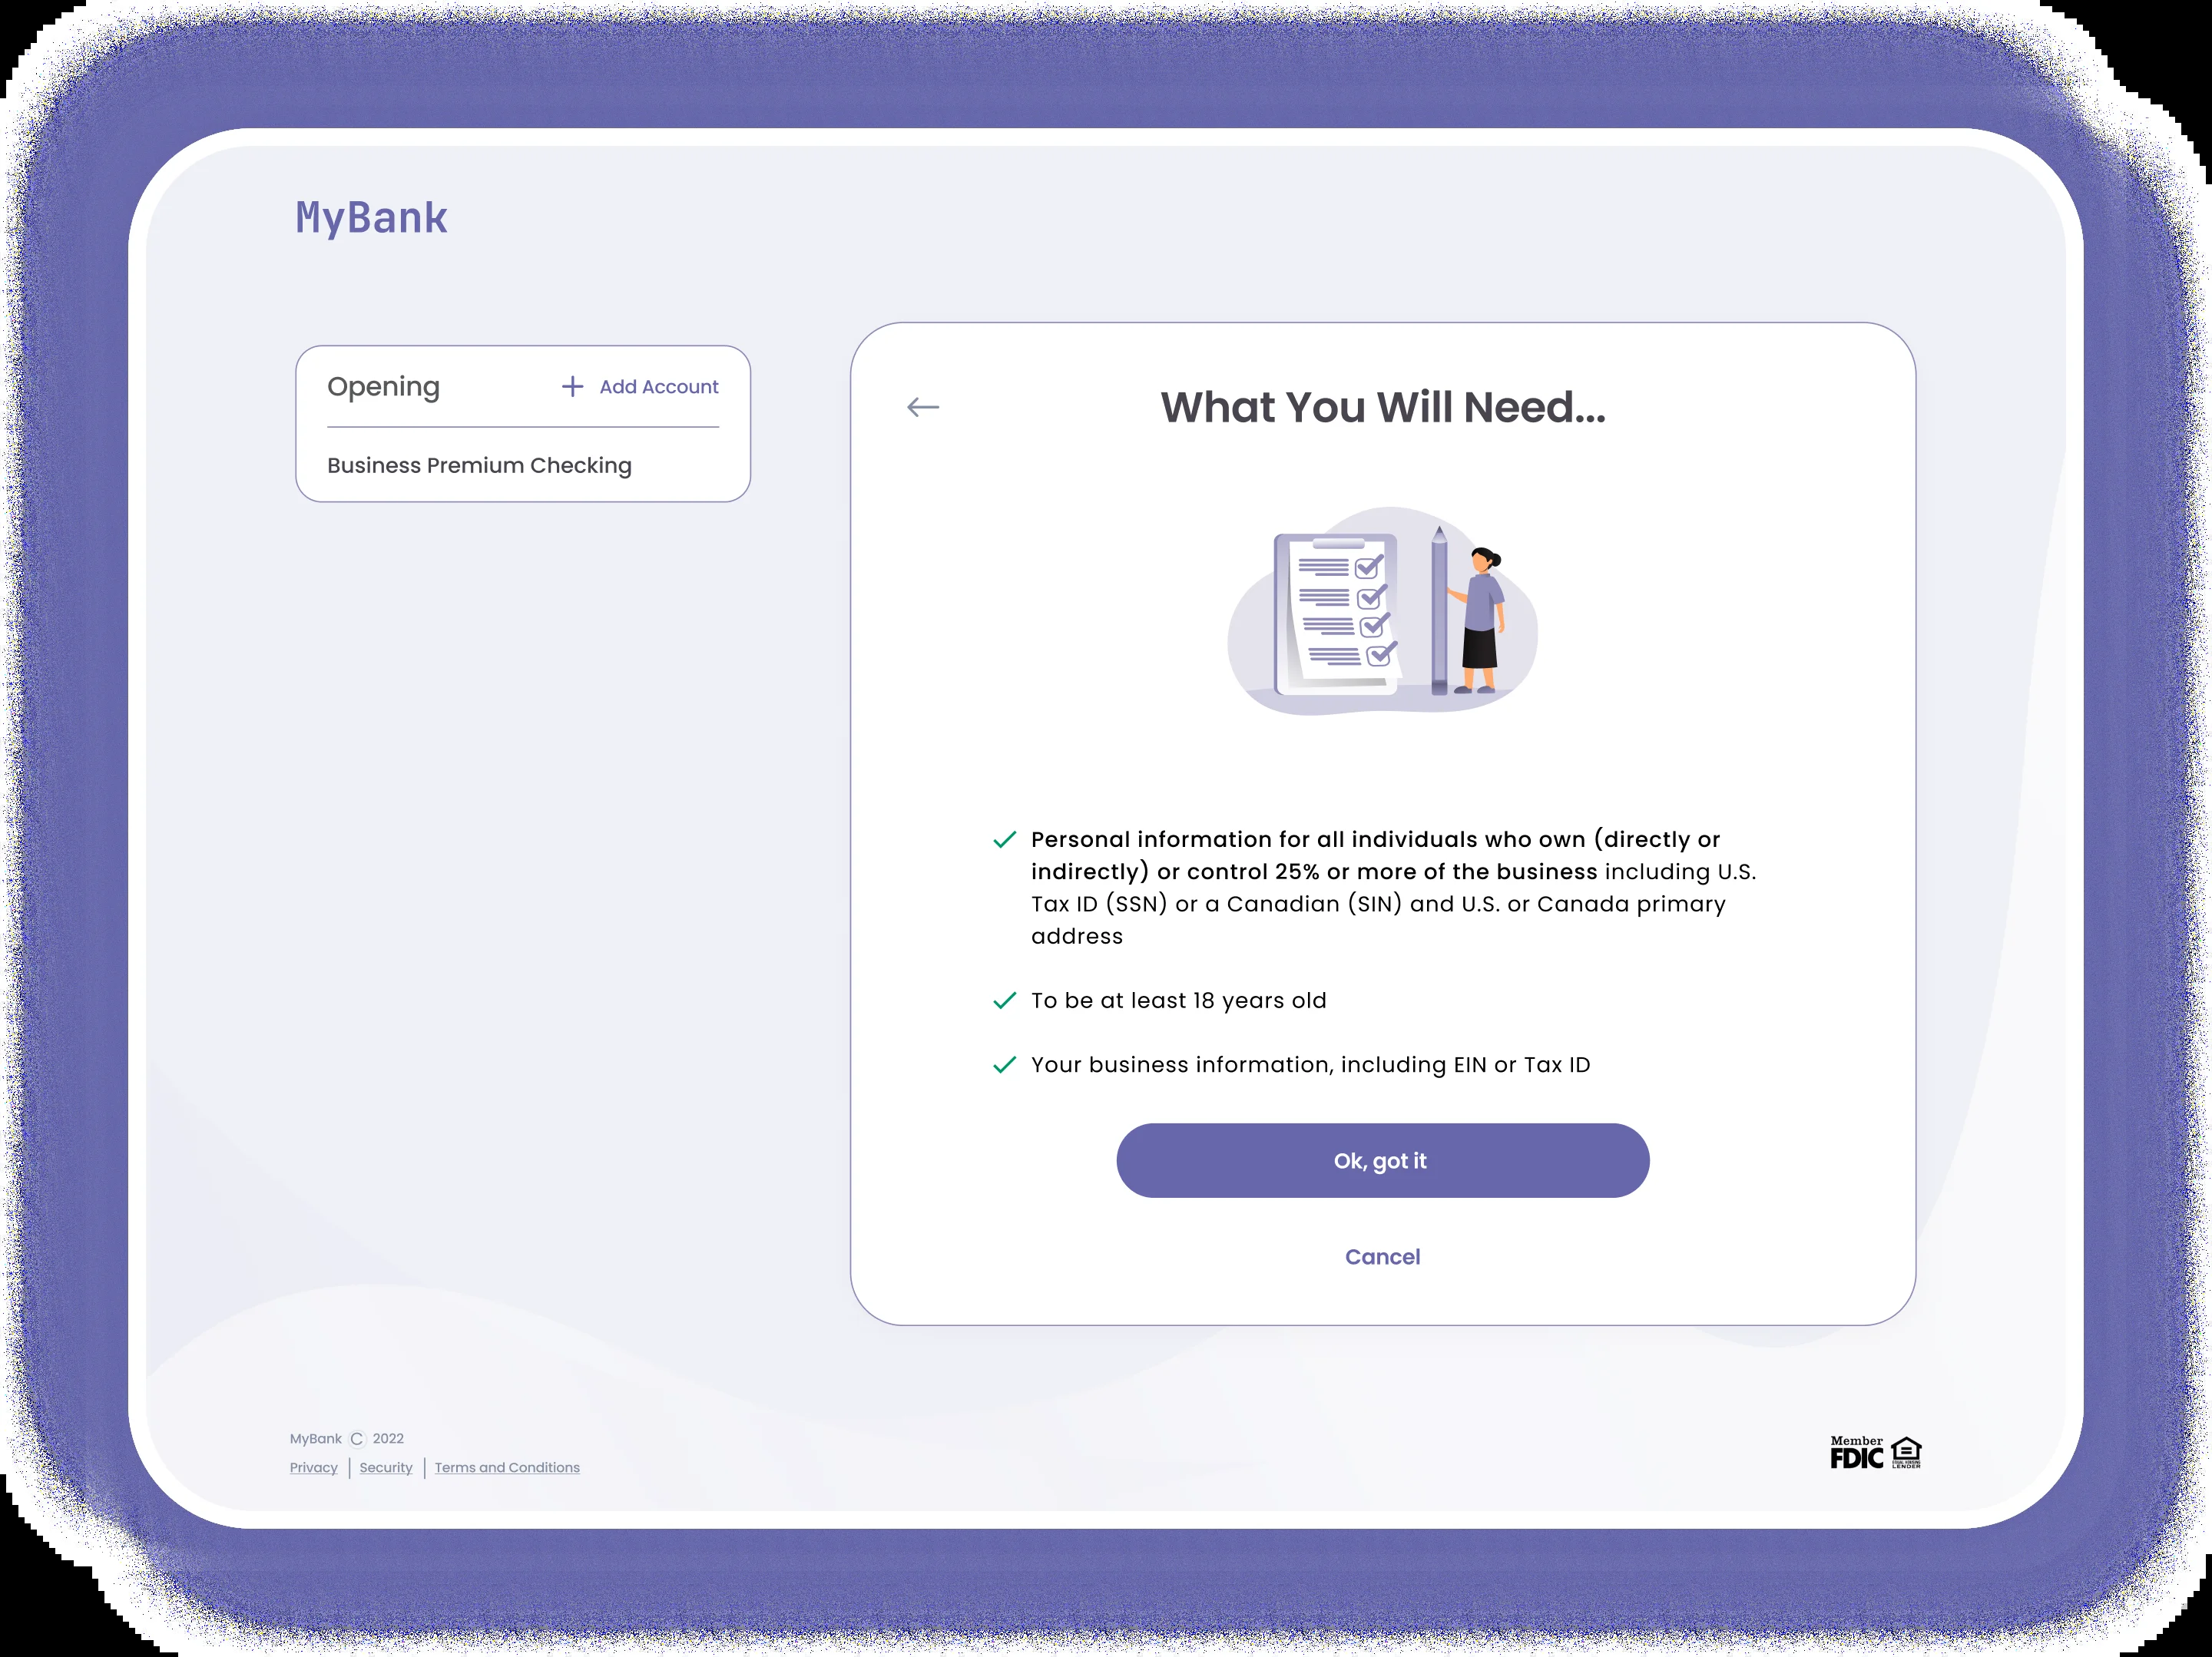 MyBank
Opening
+ Add Account
Business Premium Checking
What You Will Need...
Personal information for all individuals who own (directly or
indirectly) or control 25% or more of the business including U.S.
Tax ID (SSN) or a Canadian (SIN) and U.S. or Canada primary
address
To be at least 18 years old
Your business information, including EIN or Tax ID
Ok, got it
Cancel
MyBank © 2022
Privacy | Security | Terms and Conditions
Member
FDIC
EQUAL HOUSING
LENDER